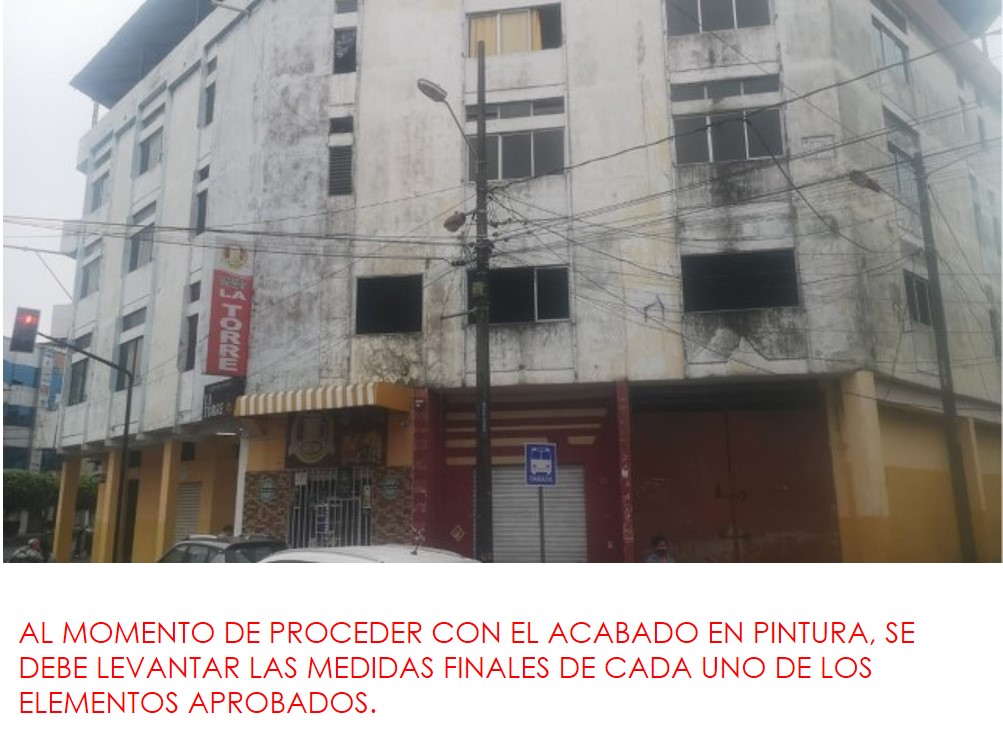 LA TORRE
PARADA
AL MOMENTO DE PROCEDER CON EL ACABADO EN PINTURA, SE
DEBE LEVANTAR LAS MEDIDAS FINALES DE CADA UNO DE LOS
ELEMENTOS APROBADOS.